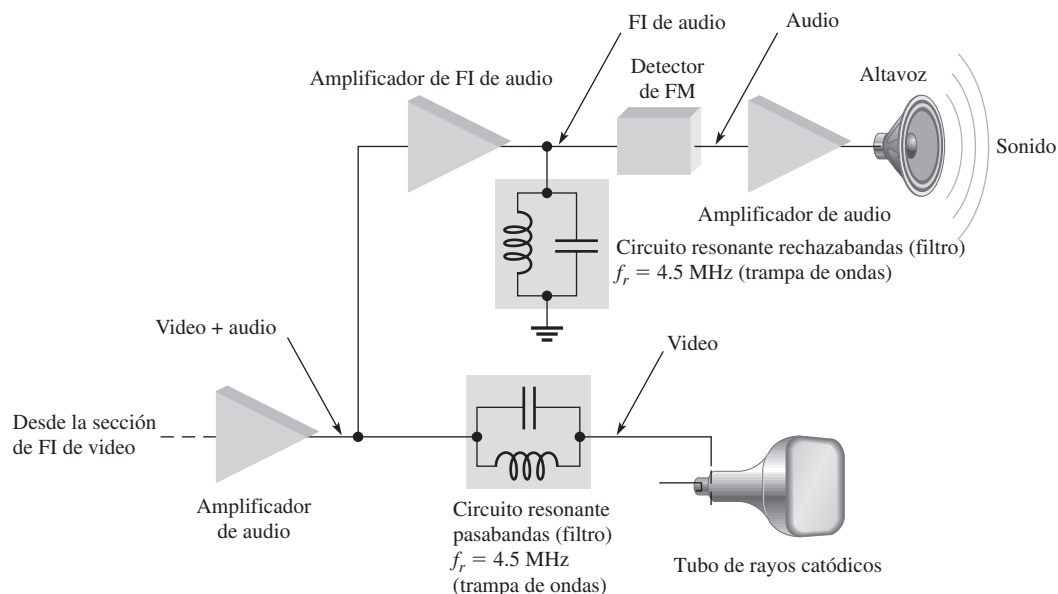 FI de audio
Audio
Amplificador de FI de audio
Detector
de FM
Altavoz
Sonido
Amplificador de audio
Circuito resonante rechazabandas (filtro)
f_r = 4.5 MHz (trampa de ondas)
Video + audio
Video
Desde la sección
de FI de video
Amplificador
de audio
Circuito resonante
pasabandas (filtro)
f_r = 4.5 MHz
(trampa de ondas)
Tubo de rayos catódicos